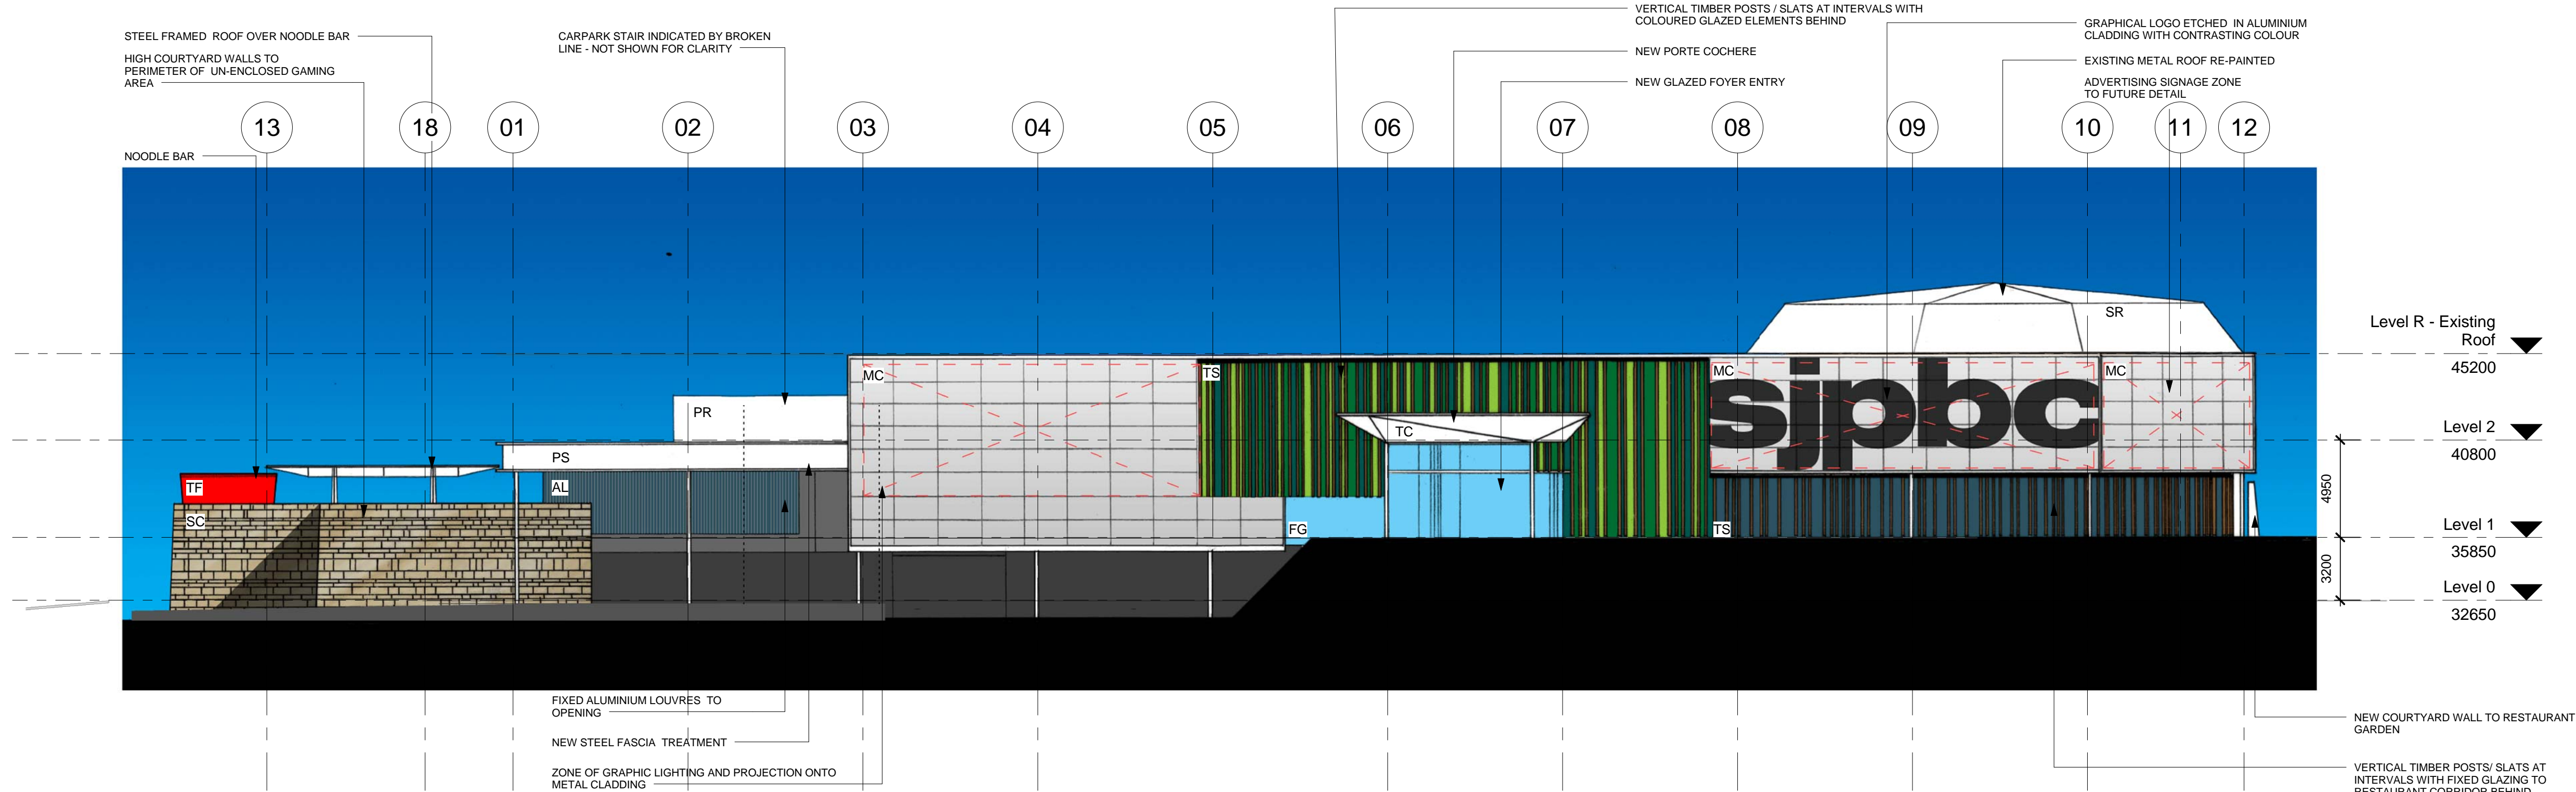 STEEL FRAMED ROOF OVER NOODLE BAR
HIGH COURTYARD WALLS TO
PERIMETER OF UN-ENCLOSED GAMING
AREA
NOODLE BAR
CARPARK STAIR INDICATED BY BROKEN
LINE - NOT SHOWN FOR CLARITY
VERTICAL TIMBER POSTS / SLATS AT INTERVALS WITH
COLOURED GLAZED ELEMENTS BEHIND
NEW PORTE COCHERE
NEW GLAZED FOYER ENTRY
GRAPHICAL LOGO ETCHED IN ALUMINIUM
CLADDING WITH CONTRASTING COLOUR
EXISTING METAL ROOF RE-PAINTED
ADVERTISING SIGNAGE ZONE
TO FUTURE DETAIL
13
18
01
02
03
04
05
06
07
08
09
10
11
12
SR
Level R - Existing
Roof
45200
MC
TS
MC
sjpbc
MC
PR
TC
Level 2
40800
PS
TF
AL
SC
4950
FG
TS
Level 1
35850
3200
Level 0
32650
FIXED ALUMINIUM LOUVRES TO
OPENING
NEW STEEL FASCIA TREATMENT
ZONE OF GRAPHIC LIGHTING AND PROJECTION ONTO
METAL CLADDING
NEW COURTYARD WALL TO RESTAURANT
GARDEN
VERTICAL TIMBER POSTS/ SLATS AT
INTERVALS WITH FIXED GLAZING TO
RESTAURANT CORRIDOR BEHIND